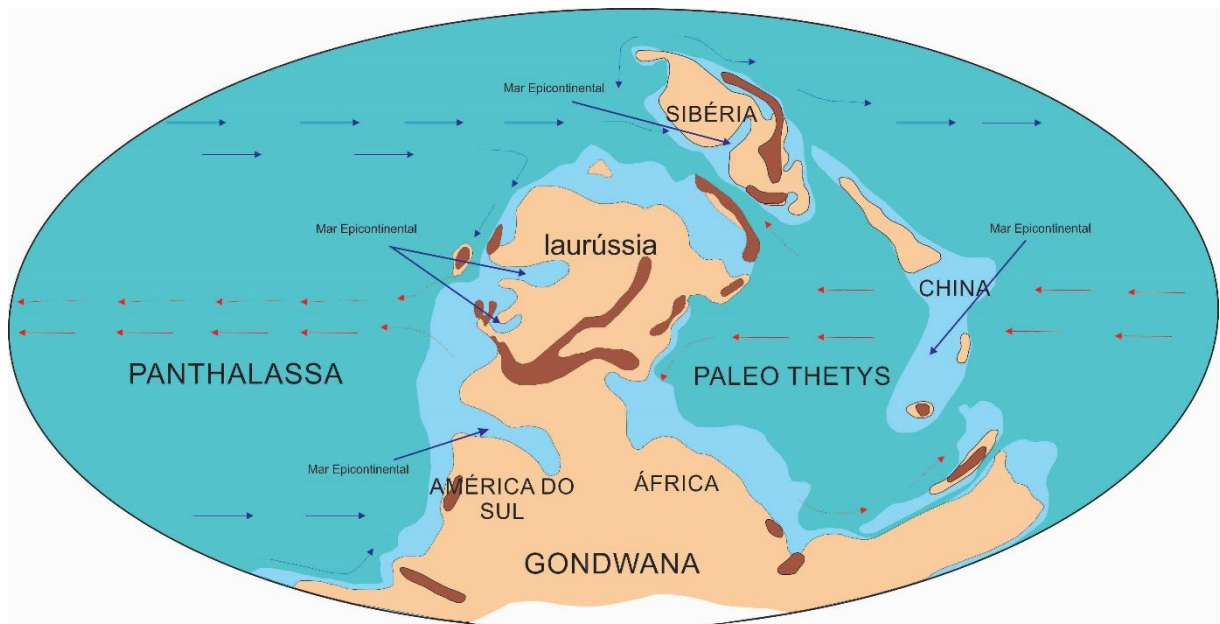 Mar Epicontinental
SIBÉRIA
Mar Epicontinental
laurússia
Mar Epicontinental
CHINA
PANTHALASSA
PALEO THETYS
Mar Epicontinental
AMÉRICA DO
SUL
ÁFRICA
GONDWANA